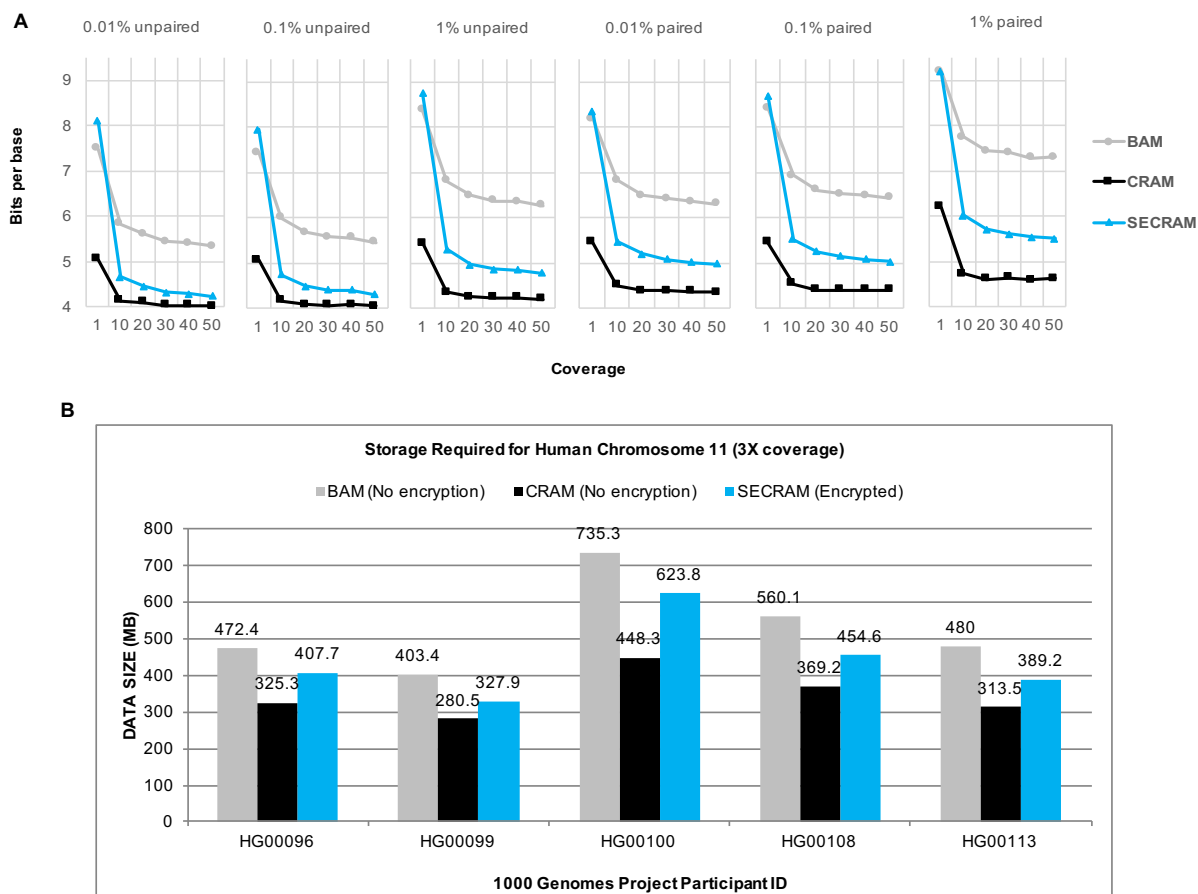 A
0.01% unpaired
0.1% unpaired
1% unpaired
0.01% paired
0.1% paired
1% paired
Bits per base
9
8
7
6
5
4
1 10 20 30 40 50
1 10 20 30 40 50
1 10 20 30 40 50
1 10 20 30 40 50
1 10 20 30 40 50
1 10 20 30 40 50
BAM
CRAM
SECRAM
Coverage
B
Storage Required for Human Chromosome 11 (3X coverage)
BAM (No encryption) CRAM (No encryption) SECRAM (Encrypted)
DATA SIZE (MB)
800
700
600
500
400
300
200
100
0
472.4
325.3
407.7
403.4
280.5
327.9
735.3
448.3
623.8
560.1
369.2
454.6
480
313.5
389.2
HG00096 HG00099 HG00100 HG00108 HG00113
1000 Genomes Project Participant ID